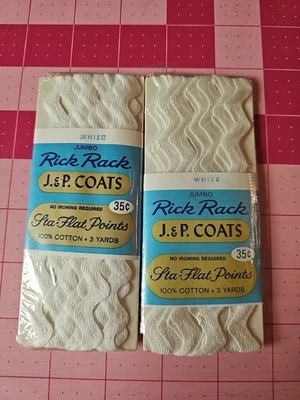 WHITE
JUMBO
Rick Rack
J.&P. COATS
35¢
NO IRONING REQUIRED
Sta-Flat Points
100% COTTON • 3 YARDS
WHITE
JUMBO
Rick Rack
J.&P. COATS
NO IRONING REQUIRED
35¢
Sta-Flat Points
100% COTTON • 3 YARDS